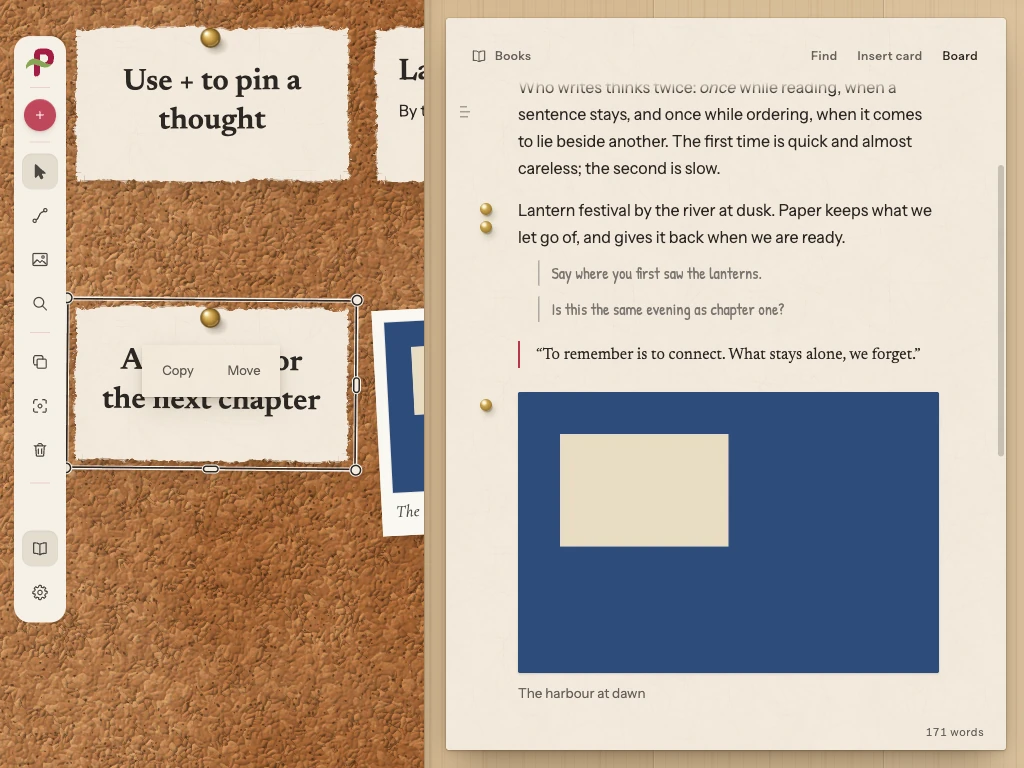 Use + to pin a
thought
La
By t
A
or
the next chapter
Copy
Move
The
Books
Find
Insert card
Board
Who writes thinks twice: once while reading, when a
sentence stays, and once while ordering, when it comes
to lie beside another. The first time is quick and almost
careless; the second is slow.
Lantern festival by the river at dusk. Paper keeps what we
let go of, and gives it back when we are ready.
Say where you first saw the lanterns.
Is this the same evening as chapter one?
“To remember is to connect. What stays alone, we forget.”
The harbour at dawn
171 words